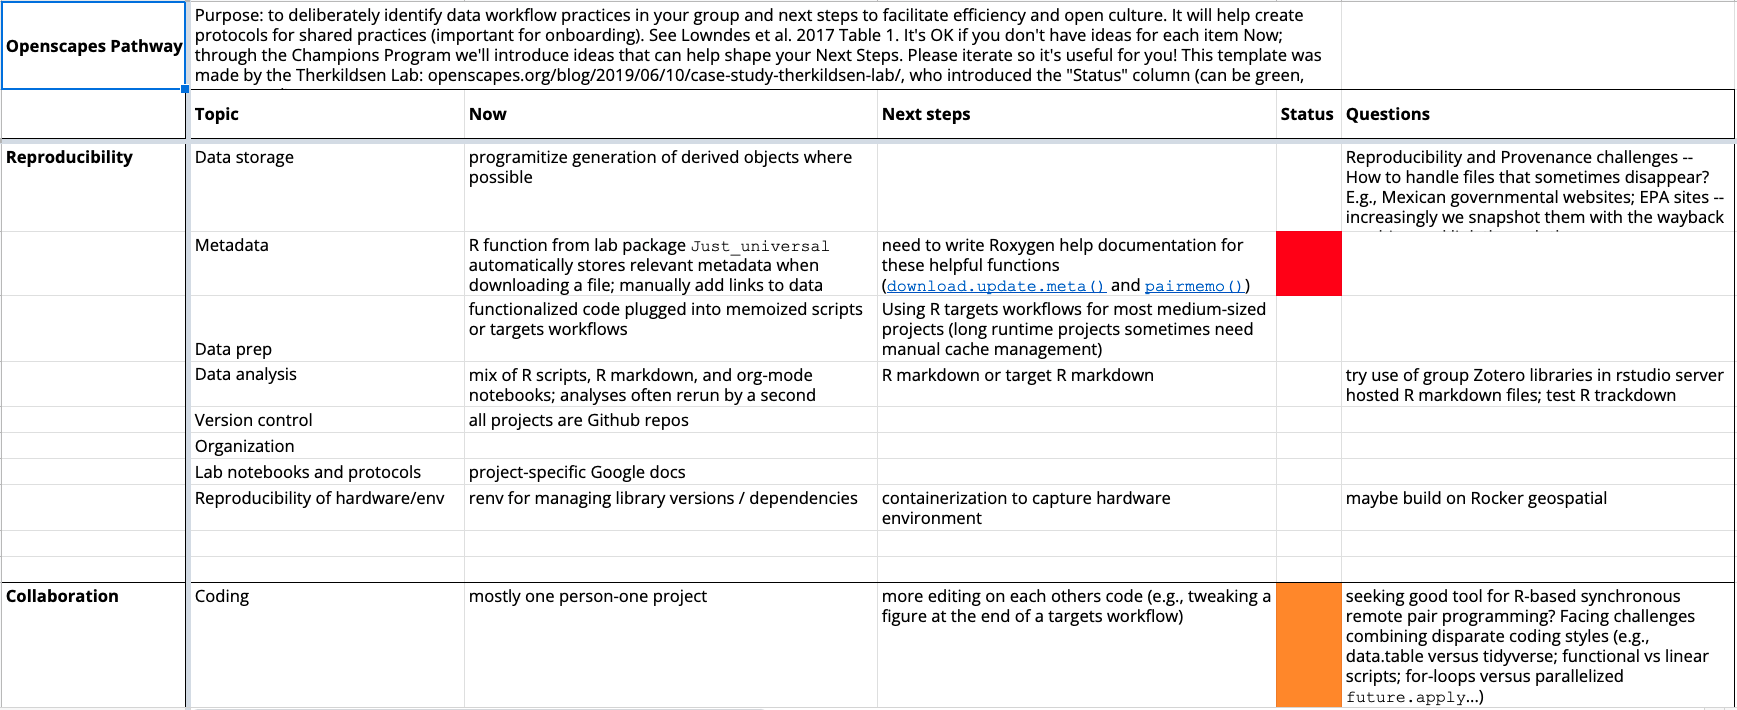 Openscapes Pathway
Purpose: to deliberately identify data workflow practices in your group and next steps to facilitate efficiency and open culture. It will help create
protocols for shared practices (important for onboarding). See Lowndes et al. 2017 Table 1. It's OK if you don't have ideas for each item Now;
through the Champions Program we'll introduce ideas that can help shape your Next Steps. Please iterate so it's useful for you! This template was
made by the Therkildsen Lab: openscapes.org/blog/2019/06/10/case-study-therkildsen-lab/, who introduced the "Status" column (can be green,
Topic
Now
Next steps
Status
Questions
Reproducibility
Data storage
programitize generation of derived objects where
possible
Reproducibility and Provenance challenges --
How to handle files that sometimes disappear?
E.g., Mexican governmental websites; EPA sites --
increasingly we snapshot them with the wayback
Metadata
R function from lab package Just_universal
automatically stores relevant metadata when
downloading a file; manually add links to data
need to write Roxygen help documentation for
these helpful functions
(download.update.meta() and pairmemo())
Data prep
functionalized code plugged into memoized scripts
or targets workflows
Using R targets workflows for most medium-sized
projects (long runtime projects sometimes need
manual cache management)
Data analysis
mix of R scripts, R markdown, and org-mode
notebooks; analyses often rerun by a second
R markdown or target R markdown
try use of group Zotero libraries in rstudio server
hosted R markdown files; test R trackdown
Version control
all projects are Github repos
Organization
Lab notebooks and protocols
project-specific Google docs
Reproducibility of hardware/env
renv for managing library versions / dependencies
containerization to capture hardware
environment
maybe build on Rocker geospatial
Collaboration
Coding
mostly one person-one project
more editing on each others code (e.g., tweaking a
figure at the end of a targets workflow)
seeking good tool for R-based synchronous
remote pair programming? Facing challenges
combining disparate coding styles (e.g.,
data.table versus tidyverse; functional vs linear
scripts; for-loops versus parallelized
future.apply...)